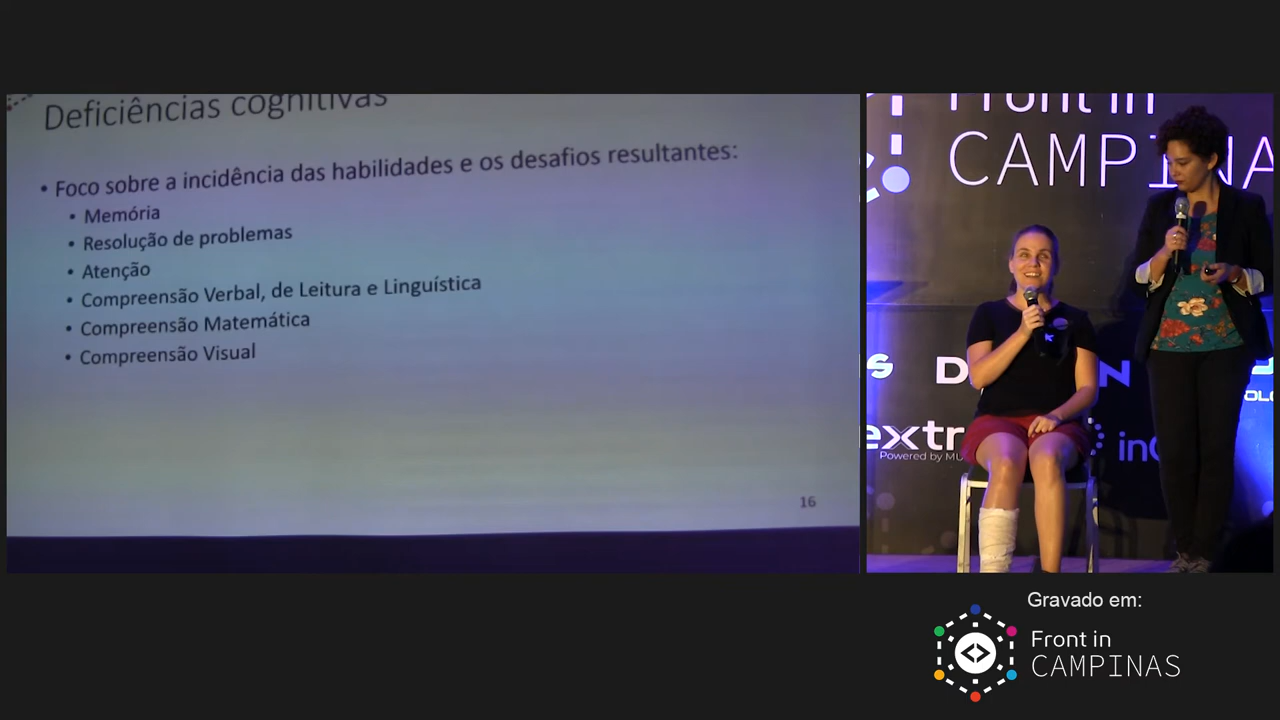 Deficiências cognitivas
• Foco sobre a incidência das habilidades e os desafios resultantes:
• Memória
• Resolução de problemas
• Atenção
• Compreensão Verbal, de Leitura e Linguística
• Compreensão Matemática
• Compreensão Visual
16
Front in
CAMPINA
extr
Powered by MU
Gravado em:
Front in
CAMPINAS